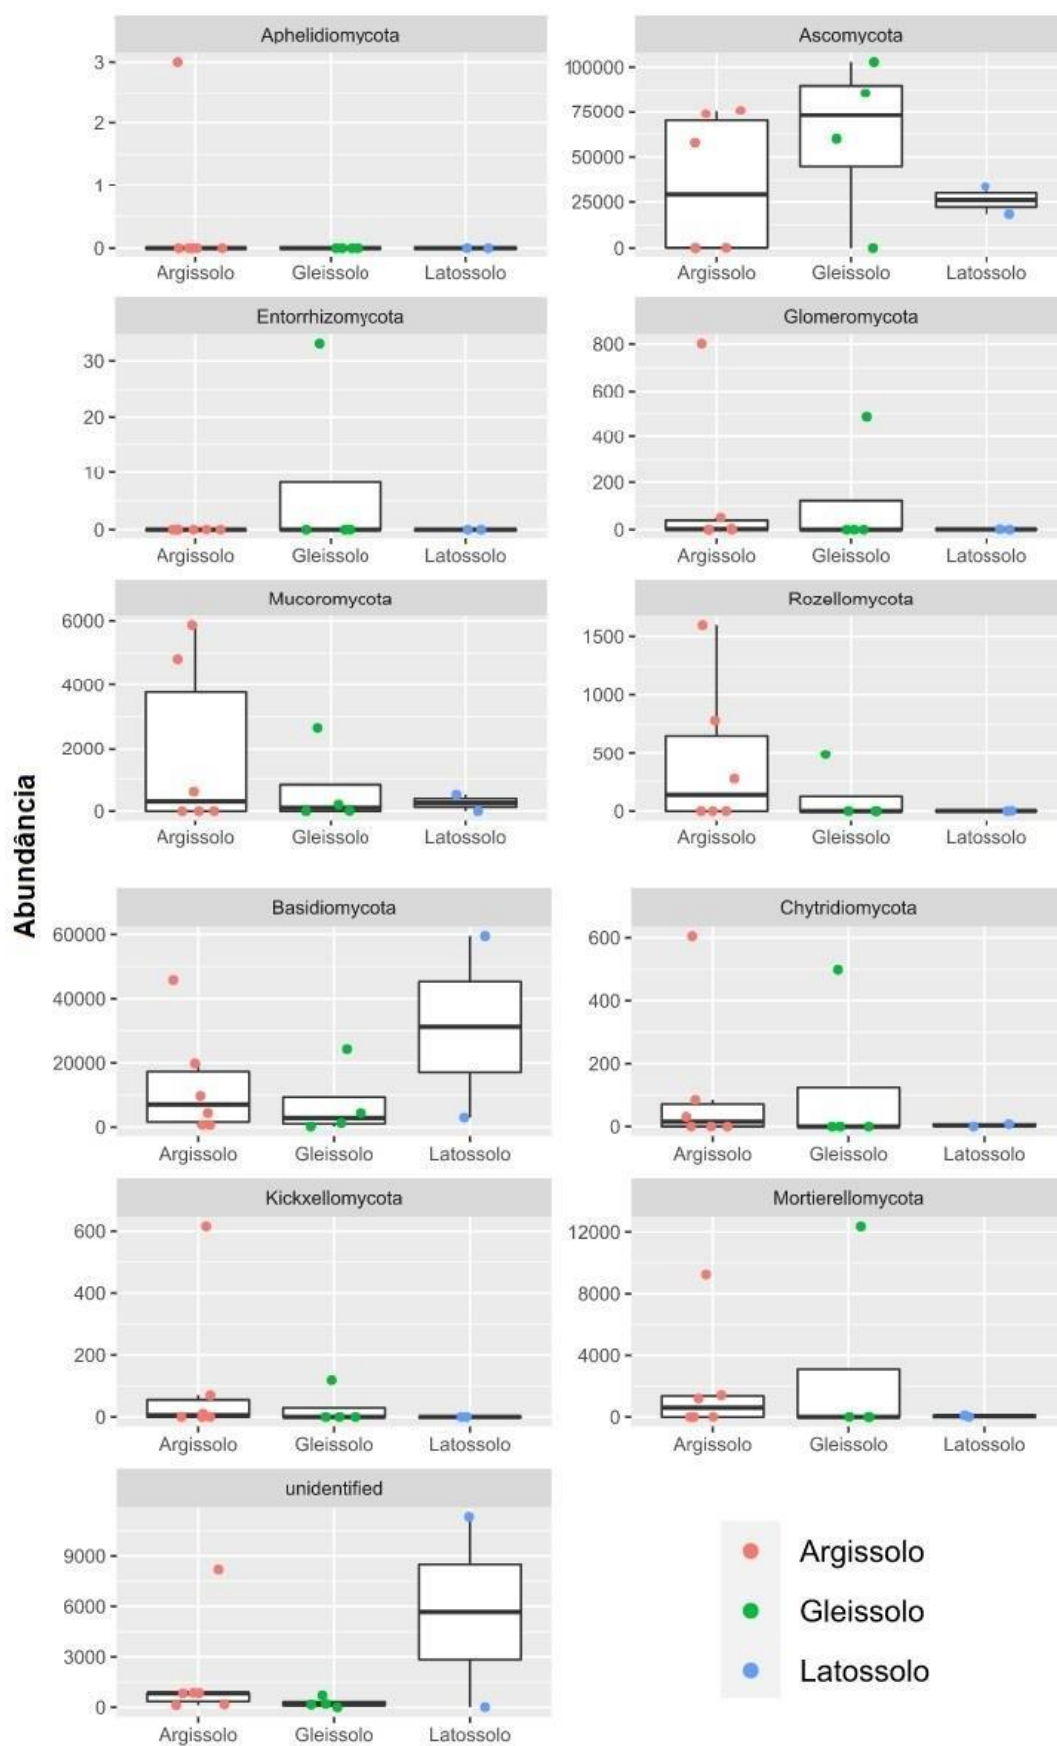 Aphelidiomycota
3
2
1
0
Argissolo Gleissolo Latossolo
Ascomycota
100000
75000
50000
25000
0
Argissolo Gleissolo Latossolo
Entorrhizomycota
30
20
10
0
Argissolo Gleissolo Latossolo
Glomeromycota
800
600
400
200
0
Argissolo Gleissolo Latossolo
Mucoromycota
6000
4000
2000
0
Argissolo Gleissolo Latossolo
Rozellomycota
1500
1000
500
0
Argissolo Gleissolo Latossolo
Abundância
Basidiomycota
60000
40000
20000
0
Argissolo Gleissolo Latossolo
Chytridiomycota
600
400
200
0
Argissolo Gleissolo Latossolo
Kickxellomycota
600
400
200
0
Argissolo Gleissolo Latossolo
Mortierellomycota
12000
8000
4000
0
Argissolo Gleissolo Latossolo
unidentified
9000
6000
3000
0
Argissolo Gleissolo Latossolo
Argissolo
Gleissolo
Latossolo